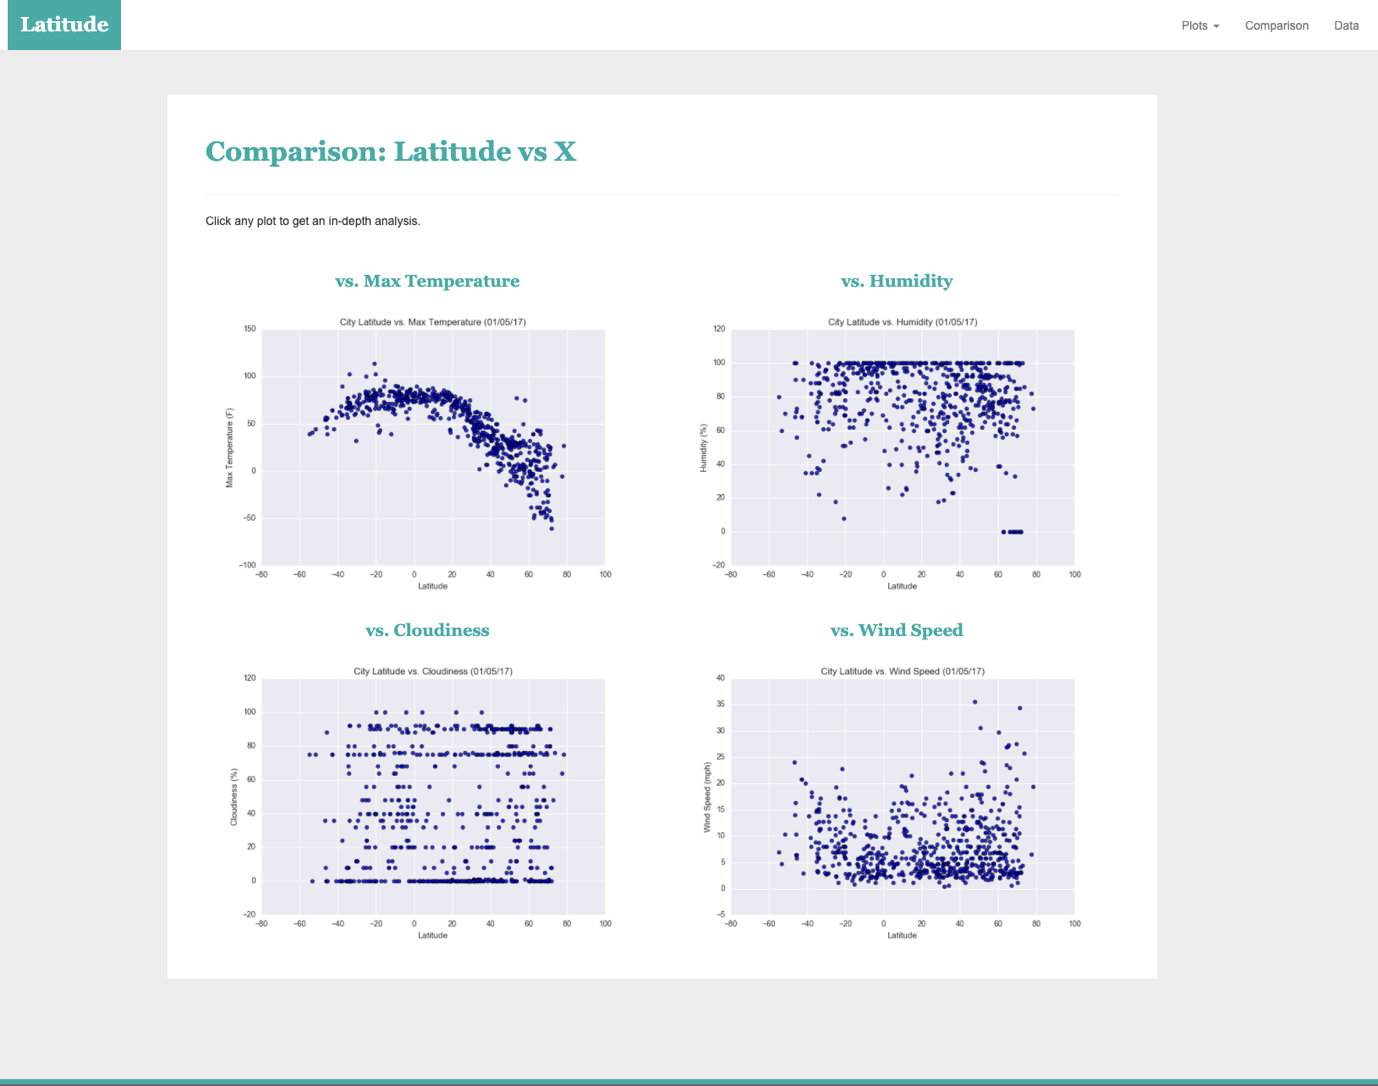 Latitude
Plots Comparison Data
Comparison: Latitude vs X
Click any plot to get an in-depth analysis.
vs. Max Temperature
City Latitude vs. Max Temperature (01/05/17)
150
100
50
0
−50
−100
Max Temperature (F)
−80 −60 −40 −20 0 20 40 60 80 100
Latitude
vs. Humidity
City Latitude vs. Humidity (01/05/17)
120
100
80
60
40
20
0
−20
Humidity (%)
−80 −60 −40 −20 0 20 40 60 80 100
Latitude
vs. Cloudiness
City Latitude vs. Cloudiness (01/05/17)
120
100
80
60
40
20
0
−20
Cloudiness (%)
−80 −60 −40 −20 0 20 40 60 80 100
Latitude
vs. Wind Speed
City Latitude vs. Wind Speed (01/05/17)
40
35
30
25
20
15
10
5
0
−5
Wind Speed (mph)
−80 −60 −40 −20 0 20 40 60 80 100
Latitude